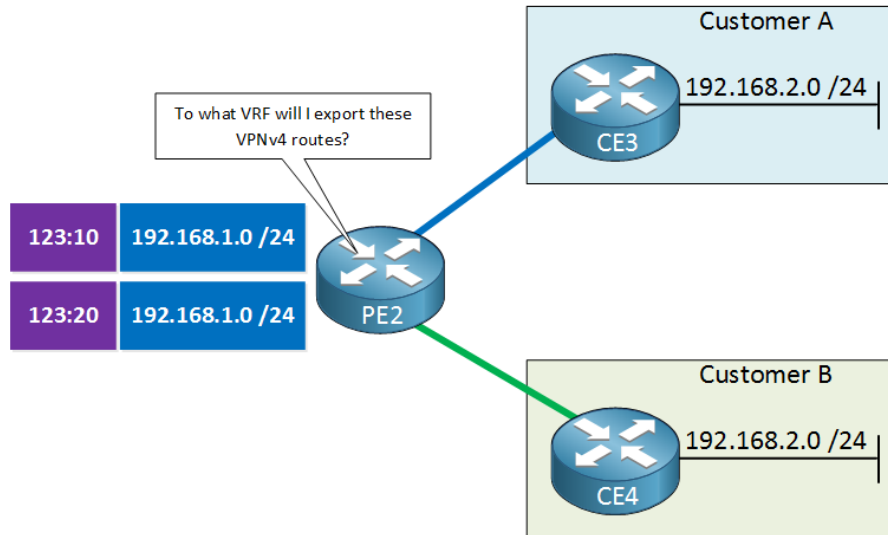 Customer A
192.168.2.0 /24
CE3
To what VRF will I export these
VPNv4 routes?
123:10 192.168.1.0 /24
123:20 192.168.1.0 /24
PE2
Customer B
192.168.2.0 /24
CE4